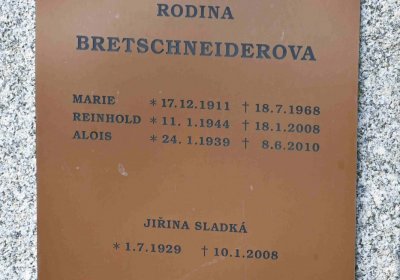 RODINA
BRETSCHNEIDEROVA
MARIE * 17.12.1911 † 18.7.1968
REINHOLD * 11. 1.1944 † 18.1.2008
ALOIS * 24. 1.1939 † 8.6.2010
JIŘINA SLADKÁ
* 1.7.1929 † 10.1.2008